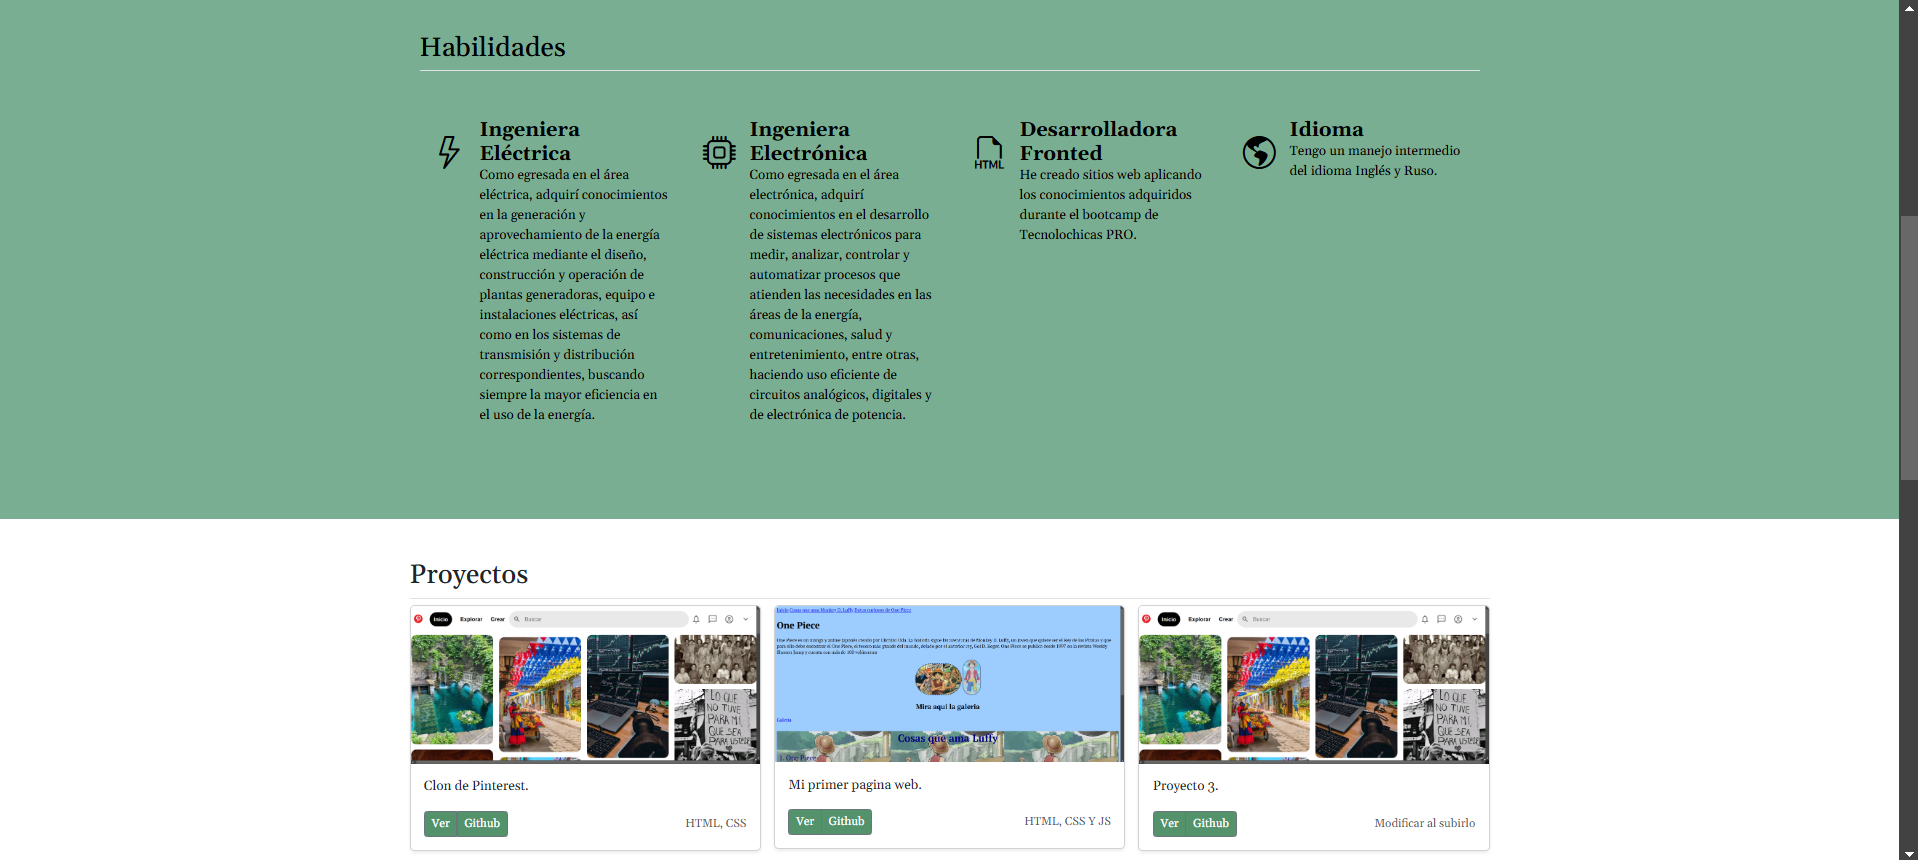 Habilidades
Ingeniera
Eléctrica
Como egresada en el área
eléctrica, adquirí conocimientos
en la generación y
aprovechamiento de la energía
eléctrica mediante el diseño,
construcción y operación de
plantas generadoras, equipo e
instalaciones eléctricas, así
como en los sistemas de
transmisión y distribución
correspondientes, buscando
siempre la mayor eficiencia en
el uso de la energía.
Ingeniera
Electrónica
Como egresada en el área
electrónica, adquirí
conocimientos en el desarrollo
de sistemas electrónicos para
medir, analizar, controlar y
automatizar procesos que
atienden las necesidades en las
áreas de la energía,
comunicaciones, salud y
entretenimiento, entre otras,
haciendo uso eficiente de
circuitos analógicos, digitales y
de electrónica de potencia.
HTML
Desarrolladora
Fronted
He creado sitios web aplicando
los conocimientos adquiridos
durante el bootcamp de
Tecnolochicas PRO.
Idioma
Tengo un manejo intermedio
del idioma Inglés y Ruso.
Proyectos
Inicio Explorar Crear Buscar
LO QUE
NO TUVE
PARA MÍ,
QUE SEA
PARA USTEDES
Clon de Pinterest.
Ver Github HTML, CSS
One Piece
Mira aqui la galeria
Galeria
Cosas que ama Luffy
1. One Piece
Mi primer pagina web.
Ver Github HTML, CSS Y JS
Inicio Explorar Crear Buscar
LO QUE
NO TUVE
PARA MÍ,
QUE SEA
PARA USTEDES
Proyecto 3.
Ver Github Modificar al subirlo